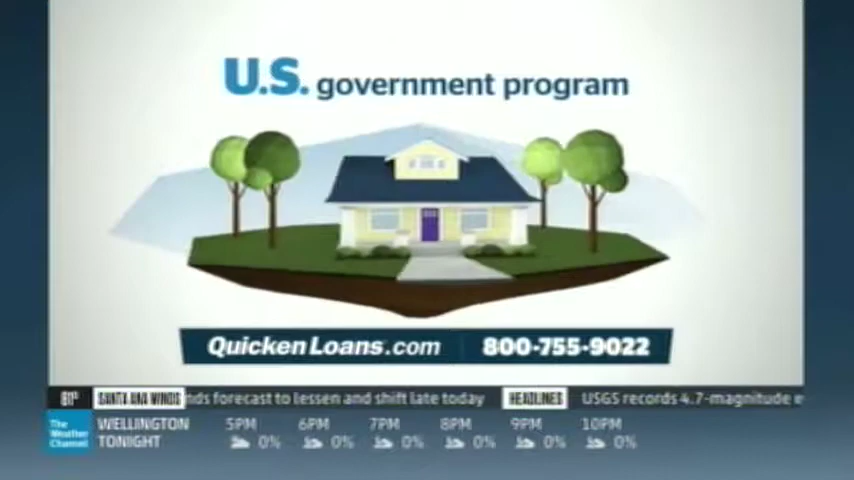 U.S. government program
QuickenLoans.com 800-755-9022
81° SANTA ANA WINDS nds forecast to lessen and shift late today HEADLINES USGS records 4.7-magnitude e
The Weather Channel
WELLINGTON 5PM 6PM 7PM 8PM 9PM 10PM
TONIGHT 0% 0% 0% 0% 0% 0%